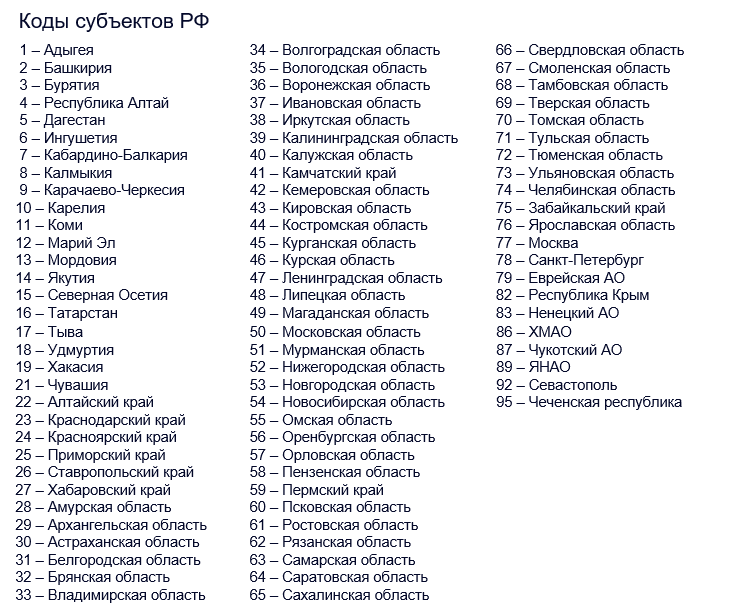 Коды субъектов РФ
1 – Адыгея
2 – Башкирия
3 – Бурятия
4 – Республика Алтай
5 – Дагестан
6 – Ингушетия
7 – Кабардино-Балкария
8 – Калмыкия
9 – Карачаево-Черкесия
10 – Карелия
11 – Коми
12 – Марий Эл
13 – Мордовия
14 – Якутия
15 – Северная Осетия
16 – Татарстан
17 – Тыва
18 – Удмуртия
19 – Хакасия
21 – Чувашия
22 – Алтайский край
23 – Краснодарский край
24 – Красноярский край
25 – Приморский край
26 – Ставропольский край
27 – Хабаровский край
28 – Амурская область
29 – Архангельская область
30 – Астраханская область
31 – Белгородская область
32 – Брянская область
33 – Владимирская область
34 – Волгоградская область
35 – Вологодская область
36 – Воронежская область
37 – Ивановская область
38 – Иркутская область
39 – Калининградская область
40 – Калужская область
41 – Камчатский край
42 – Кемеровская область
43 – Кировская область
44 – Костромская область
45 – Курганская область
46 – Курская область
47 – Ленинградская область
48 – Липецкая область
49 – Магаданская область
50 – Московская область
51 – Мурманская область
52 – Нижегородская область
53 – Новгородская область
54 – Новосибирская область
55 – Омская область
56 – Оренбургская область
57 – Орловская область
58 – Пензенская область
59 – Пермский край
60 – Псковская область
61 – Ростовская область
62 – Рязанская область
63 – Самарская область
64 – Саратовская область
65 – Сахалинская область
66 – Свердловская область
67 – Смоленская область
68 – Тамбовская область
69 – Тверская область
70 – Томская область
71 – Тульская область
72 – Тюменская область
73 – Ульяновская область
74 – Челябинская область
75 – Забайкальский край
76 – Ярославская область
77 – Москва
78 – Санкт-Петербург
79 – Еврейская АО
82 – Республика Крым
83 – Ненецкий АО
86 – ХМАО
87 – Чукотский АО
89 – ЯНАО
92 – Севастополь
95 – Чеченская республика